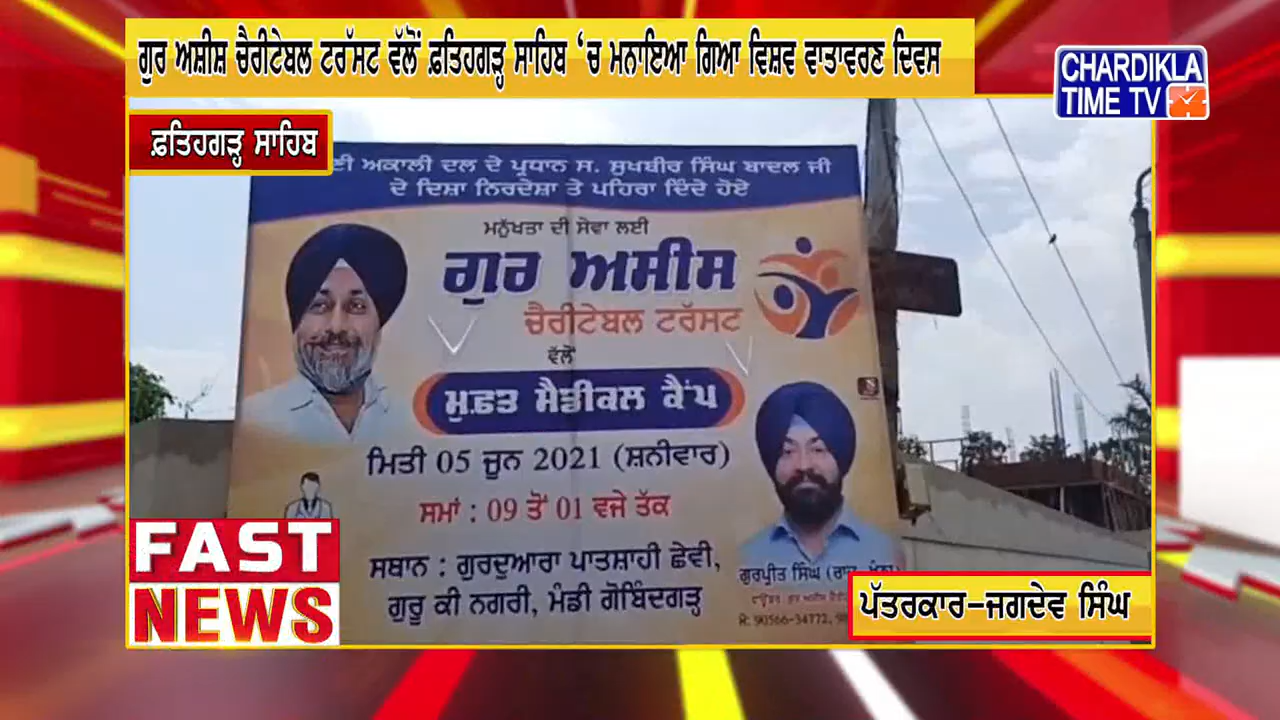 ਗੁਰ ਅਸ਼ੀਸ਼ ਚੈਰੀਟੇਬਲ ਟਰੱਸਟ ਵੱਲੋਂ ਫ਼ਤਿਹਗੜ੍ਹ ਸਾਹਿਬ ‘ਚ ਮਨਾਇਆ ਗਿਆ ਵਿਸ਼ਵ ਵਾਤਾਵਰਣ ਦਿਵਸ
CHARDIKLA
TIME TV
ਫ਼ਤਿਹਗੜ੍ਹ ਸਾਹਿਬ
ਅਕਾਲੀ ਦਲ ਦੇ ਪ੍ਰਧਾਨ ਸ. ਸੁਖਬੀਰ ਸਿੰਘ ਬਾਦਲ ਜੀ
ਦੇ ਦਿਸ਼ਾ ਨਿਰਦੇਸ਼ਾ ਤੇ ਪਹਿਰਾ ਦਿੰਦੇ ਹੋਏ
ਮਨੁੱਖਤਾ ਦੀ ਸੇਵਾ ਲਈ
ਗੁਰ ਅਸੀਸ
ਚੈਰੀਟੇਬਲ ਟਰੱਸਟ
ਵੱਲੋਂ
ਮੁਫ਼ਤ ਮੈਡੀਕਲ ਕੈਂਪ
ਮਿਤੀ 05 ਜੂਨ 2021 (ਸ਼ਨੀਵਾਰ)
ਸਮਾਂ : 09 ਤੋਂ 01 ਵਜੇ ਤੱਕ
ਸਥਾਨ : ਗੁਰਦੁਆਰਾ ਪਾਤਸ਼ਾਹੀ ਛੇਵੀ,
ਗੁਰੂ ਕੀ ਨਗਰੀ, ਮੰਡੀ ਗੋਬਿੰਦਗੜ੍ਹ
ਗੁਰਪ੍ਰੀਤ ਸਿੰਘ
FAST
NEWS
ਪੱਤਰਕਾਰ-ਜਗਦੇਵ ਸਿੰਘ